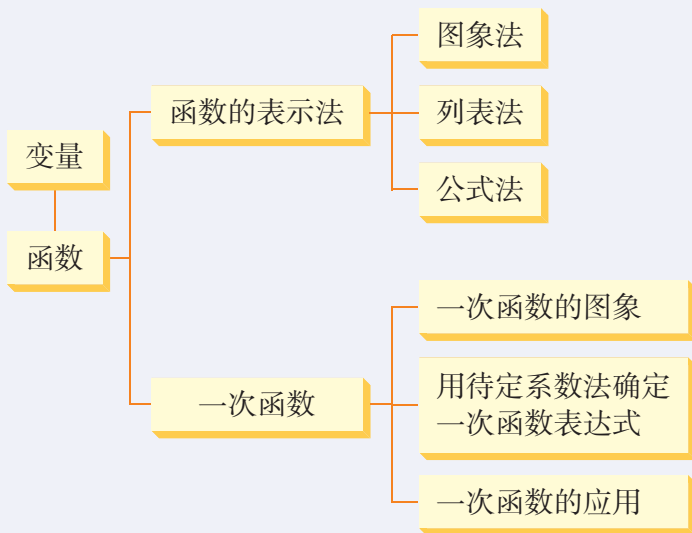 变量
函数
函数的表示法
图象法
列表法
公式法
一次函数
一次函数的图象
用待定系数法确定
一次函数表达式
一次函数的应用